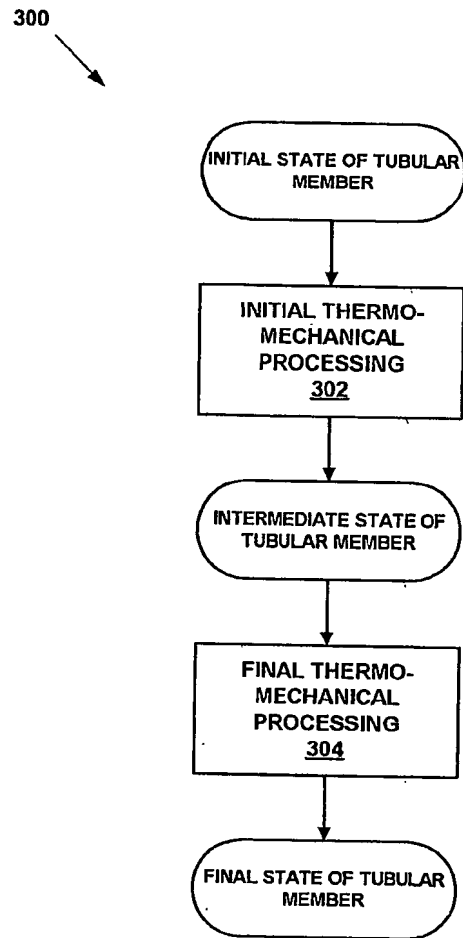 300
INITIAL STATE OF TUBULAR
MEMBER
INITIAL THERMO-
MECHANICAL
PROCESSING
302
INTERMEDIATE STATE OF
TUBULAR MEMBER
FINAL THERMO-
MECHANICAL
PROCESSING
304
FINAL STATE OF TUBULAR
MEMBER